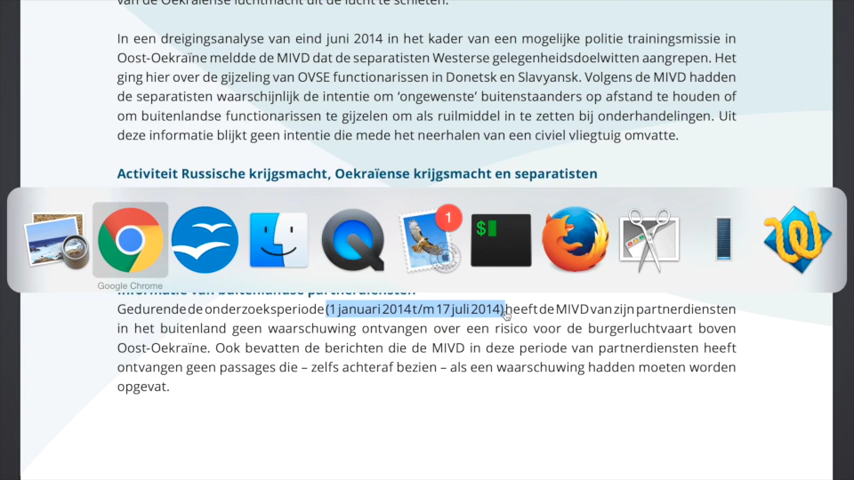 van de Oekraïense luchtmacht uit de lucht te schieten.
In een dreigingsanalyse van eind juni 2014 in het kader van een mogelijke politie trainingsmissie in
Oost-Oekraïne meldde de MIVD dat de separatisten Westerse gelegenheidsdoelwitten aangrepen. Het
ging hier over de gijzeling van OVSE functionarissen in Donetsk en Slavyansk. Volgens de MIVD hadden
de separatisten waarschijnlijk de intentie om ‘ongewenste’ buitenstaanders op afstand te houden of
om buitenlandse functionarissen te gijzelen om als ruilmiddel in te zetten bij onderhandelingen. Uit
deze informatie blijkt geen intentie die mede het neerhalen van een civiel vliegtuig omvatte.
Activiteit Russische krijgsmacht, Oekraïense krijgsmacht en separatisten
1
$
Google Chrome
Informatie van buitenlandse partnerdiensten
Gedurende de onderzoeksperiode (1 januari 2014 t/m 17 juli 2014) heeft de MIVD van zijn partnerdiensten
in het buitenland geen waarschuwing ontvangen over een risico voor de burgerluchtvaart boven
Oost-Oekraïne. Ook bevatten de berichten die de MIVD in deze periode van partnerdiensten heeft
ontvangen geen passages die – zelfs achteraf bezien – als een waarschuwing hadden moeten worden
opgevat.